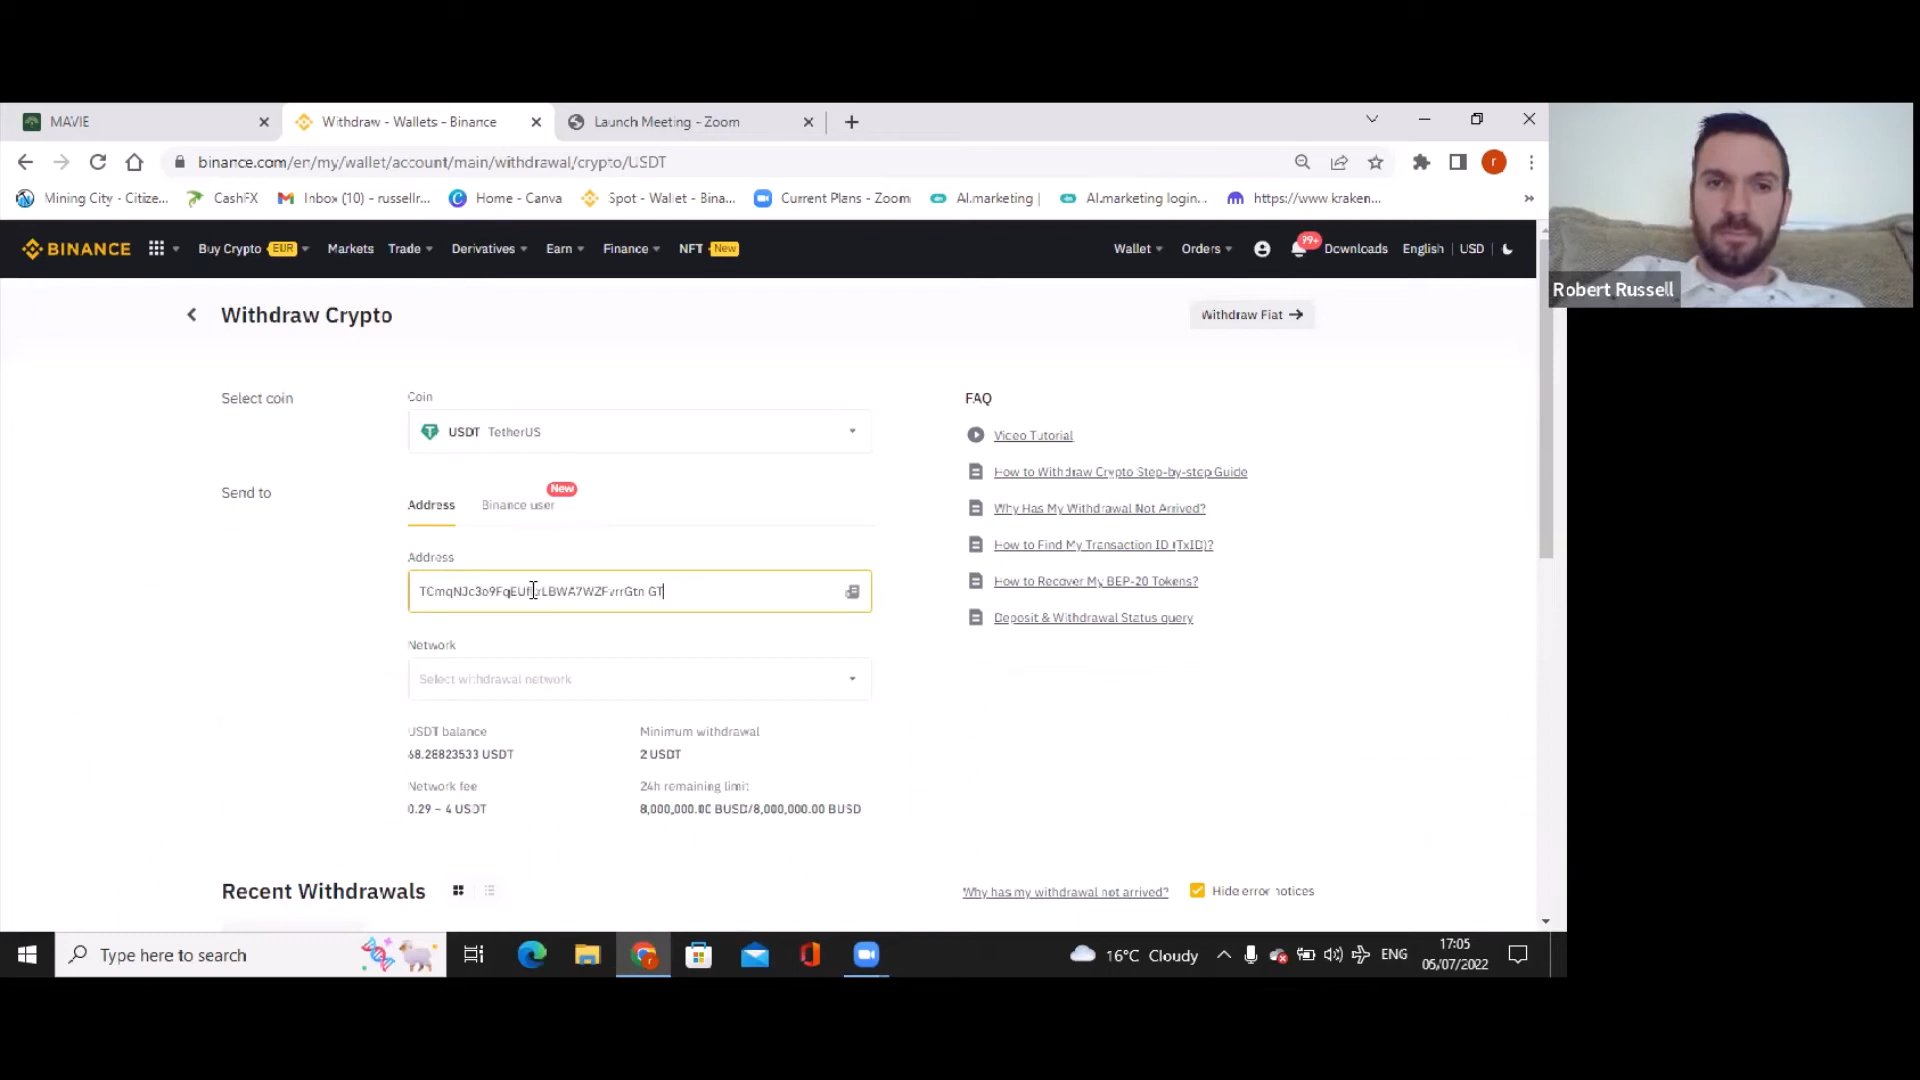 MAVIE
Withdraw - Wallets - Binance
Launch Meeting - Zoom
binance.com/en/my/wallet/account/main/withdrawal/crypto/USDT
r
Mining City - Citize...
CashFX
Inbox (10) - russellr...
Home - Canva
Spot - Wallet - Bina...
Current Plans - Zoom
AI.marketing |
AI.marketing login...
https://www.kraken...
»
BINANCE
Buy Crypto EUR
Markets
Trade
Derivatives
Earn
Finance
NFT New
Wallet
Orders
99+
Downloads
English | USD |
Robert Russell
Withdraw Crypto
Withdraw Fiat →
Select coin
Coin
USDT TetherUS
Send to
Address
Binance user
New
Address
Network
Select withdrawal network
USDT balance
68.28823533 USDT
Minimum withdrawal
2 USDT
Network fee
0.29 ~ 4 USDT
24h remaining limit
8,000,000.00 BUSD/8,000,000.00 BUSD
FAQ
Video Tutorial
How to Withdraw Crypto Step-by-step Guide
Why Has My Withdrawal Not Arrived?
How to Find My Transaction ID (TxID)?
How to Recover My BEP-20 Tokens?
Deposit & Withdrawal Status query
Recent Withdrawals
Why has my withdrawal not arrived?
Hide error notices
Type here to search
16°C Cloudy
ENG
17:05
05/07/2022